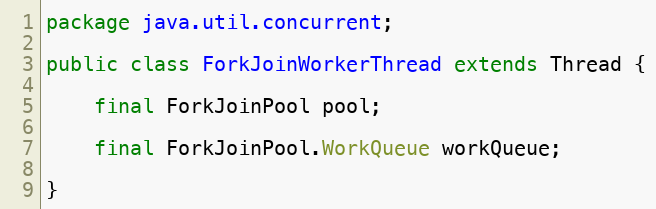 1 package java.util.concurrent;
2
3 public class ForkJoinWorkerThread extends Thread {
4
5     final ForkJoinPool pool;
6
7     final ForkJoinPool.WorkQueue workQueue;
8
9 }